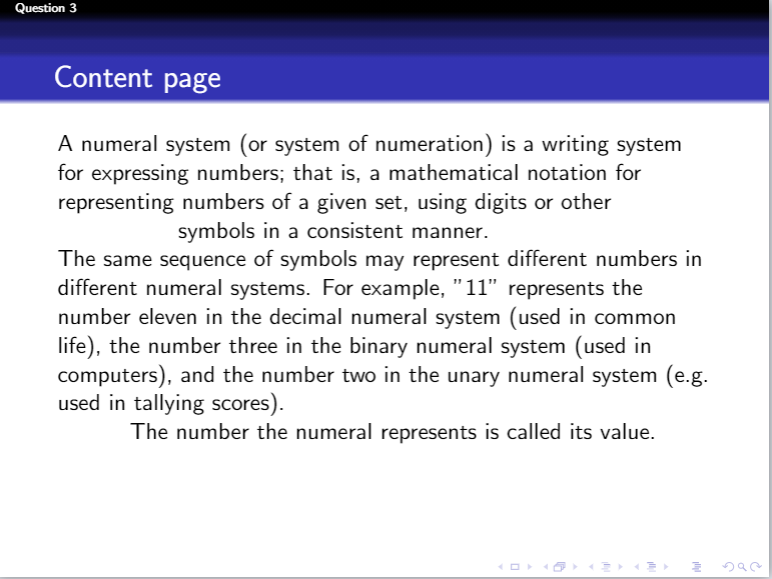 Question 3
Content page
A numeral system (or system of numeration) is a writing system
for expressing numbers; that is, a mathematical notation for
representing numbers of a given set, using digits or other
symbols in a consistent manner.
The same sequence of symbols may represent different numbers in
different numeral systems. For example, ”11” represents the
number eleven in the decimal numeral system (used in common
life), the number three in the binary numeral system (used in
computers), and the number two in the unary numeral system (e.g.
used in tallying scores).
The number the numeral represents is called its value.